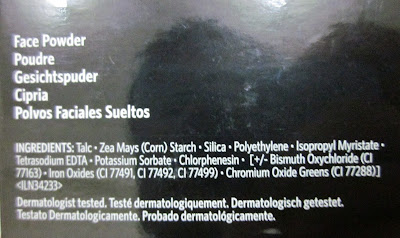 Face Powder
Poudre
Gesichtspuder
Cipria
Polvos Faciales Sueltos
INGREDIENTS: Talc • Zea Mays (Corn) Starch • Silica • Polyethylene • Isopropyl Myristate •
Tetrasodium EDTA • Potassium Sorbate • Chlorphenesin • [+/- Bismuth Oxychloride (CI
77163) • Iron Oxides (CI 77491, CI 77492, CI 77499) • Chromium Oxide Greens (CI 77288)]
<ILN34233>
Dermatologist tested. Testé dermatologiquement. Dermatologisch getestet.
Testato Dermatologicamente. Probado dermatológicamente.